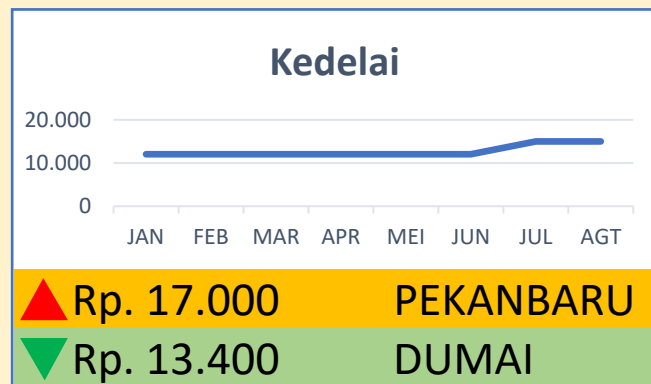 Kedelai
20.000
10.000
0
JAN FEB MAR APR MEI JUN JUL AGT
Rp. 17.000 PEKANBARU
Rp. 13.400 DUMAI